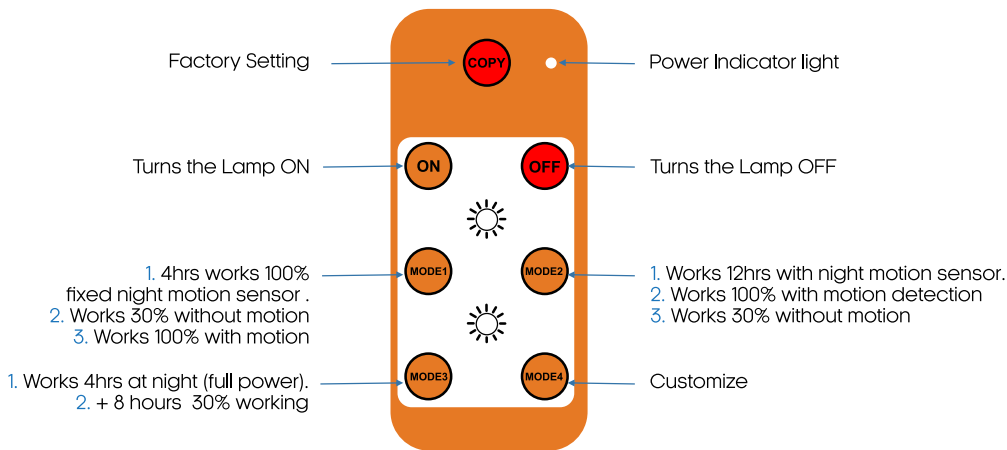 Factory Setting
COPY
Power Indicator light
Turns the Lamp ON
ON
OFF
Turns the Lamp OFF
1. 4hrs works 100%
fixed night motion sensor .
2. Works 30% without motion
3. Works 100% with motion
MODE1
MODE2
1. Works 12hrs with night motion sensor.
2. Works 100% with motion detection
3. Works 30% without motion
1. Works 4hrs at night (full power).
2. + 8 hours 30% working
MODE3
MODE4
Customize